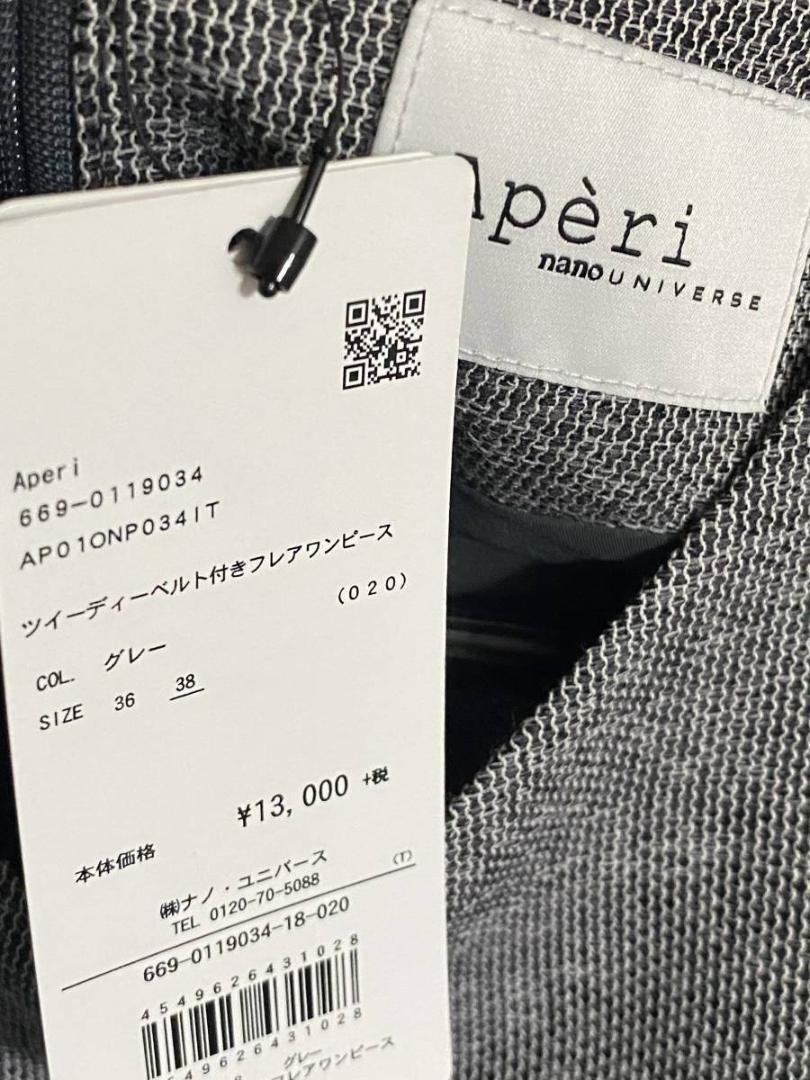 Apèri
nanoUNIVERSE
Aperi
669-0119034
AP01ONP034IT
ツイーディーベルト付きフレアワンピース
(020)
COL. グレー
SIZE 36 38
¥13,000 +税
本体価格
(T)
㈱ナノ・ユニバース
TEL 0120-70-5088
669-0119034-18-020
4549626431028
49626431028
グレー
フレアワンピース